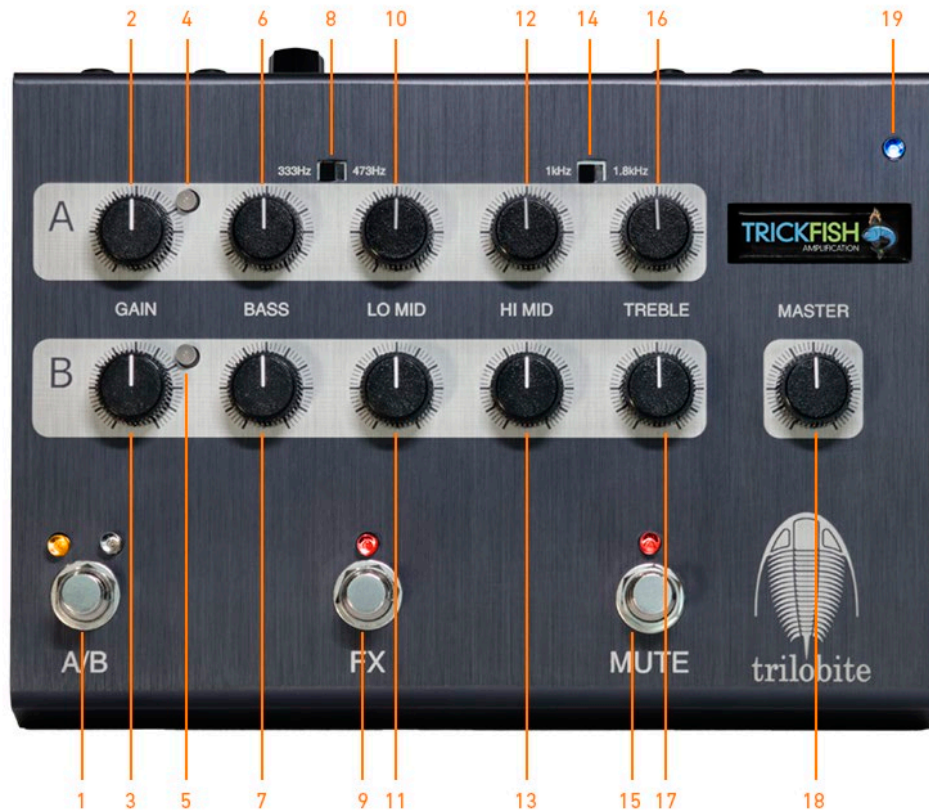 2 4 6 8 10 12 14 16 19
333Hz 473Hz 1kHz 1.8kHz
A
TRICKFISH
AMPLIFICATION
GAIN BASS LO MID HI MID TREBLE MASTER
B
A/B FX MUTE
trilobite
1 3 5 7 9 11 13 15 17 18